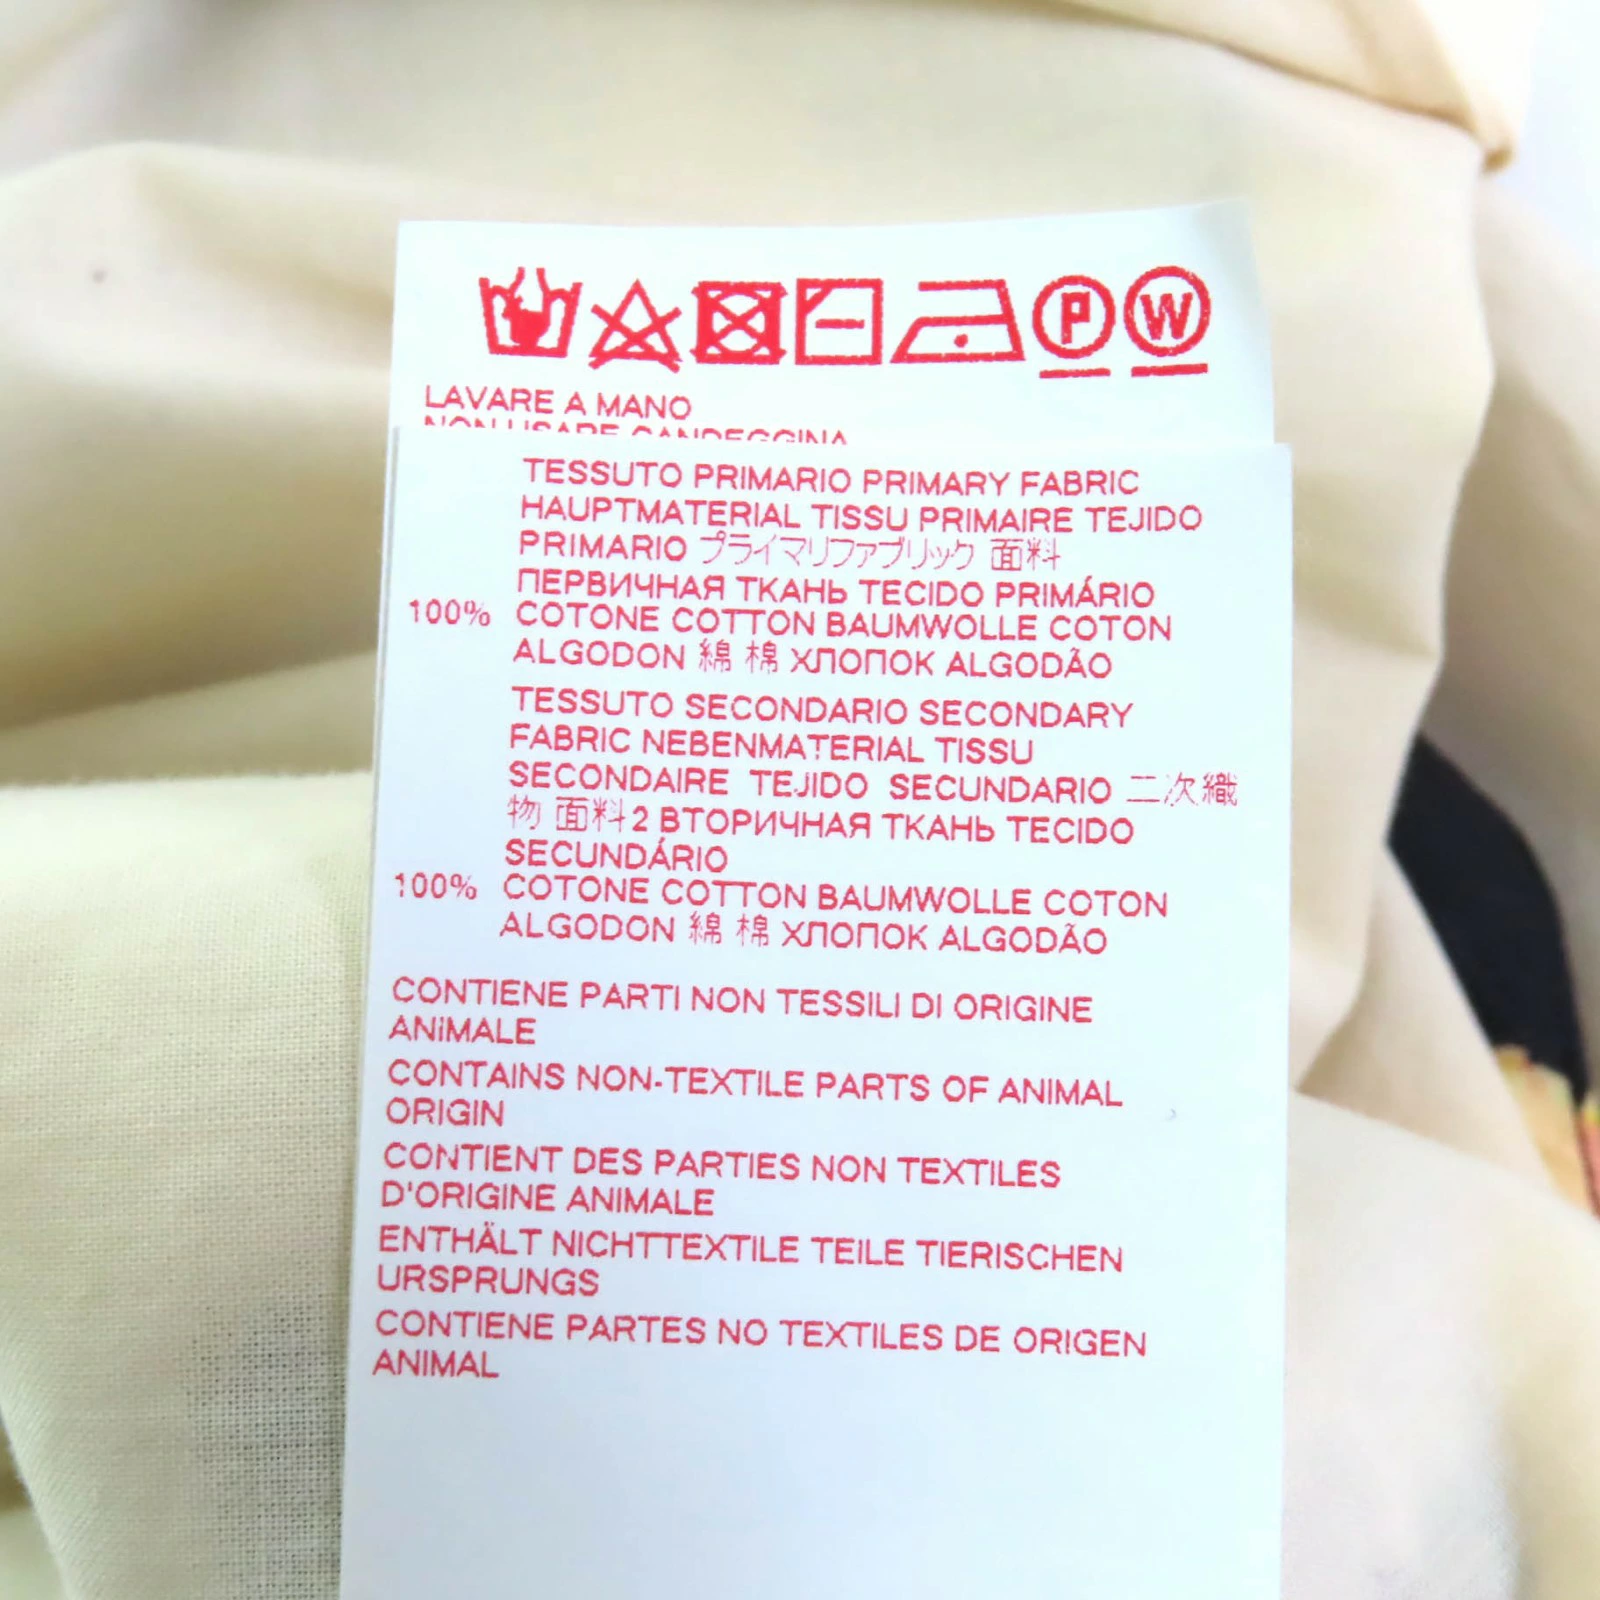 P W
LAVARE A MANO
NON USARE CANDEGGINA
TESSUTO PRIMARIO PRIMARY FABRIC
HAUPTMATERIAL TISSU PRIMAIRE TEJIDO
PRIMARIO プライマリファブリック 面料
ПЕРВИЧНАЯ ТКАНЬ TECIDO PRIMÁRIO
100% COTONE COTTON BAUMWOLLE COTON
ALGODON 綿 棉 ХЛОПОК ALGODÃO
TESSUTO SECONDARIO SECONDARY
FABRIC NEBENMATERIAL TISSU
SECONDAIRE TEJIDO SECUNDARIO 二次織
物 面料2 ВТОРИЧНАЯ ТКАНЬ TECIDO
SECUNDÁRIO
100% COTONE COTTON BAUMWOLLE COTON
ALGODON 綿 棉 ХЛОПОК ALGODÃO
CONTIENE PARTI NON TESSILI DI ORIGINE
ANIMALE
CONTAINS NON-TEXTILE PARTS OF ANIMAL
ORIGIN
CONTIENT DES PARTIES NON TEXTILES
D'ORIGINE ANIMALE
ENTHÄLT NICHTTEXTILE TEILE TIERISCHEN
URSPRUNGS
CONTIENE PARTES NO TEXTILES DE ORIGEN
ANIMAL